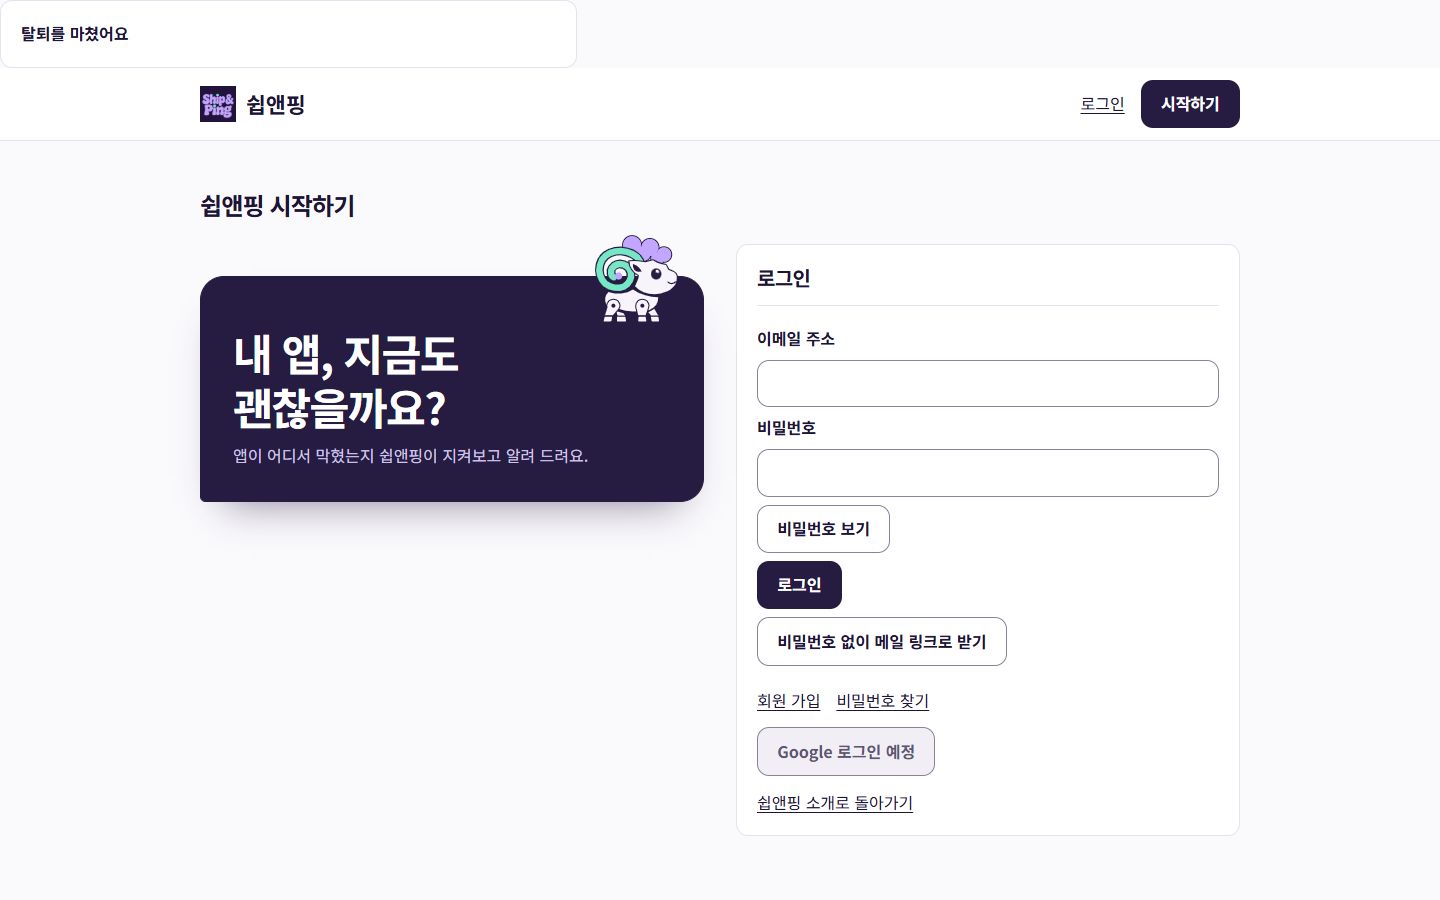 탈퇴를 마쳤어요
Ship&
Ping
쉽앤핑
로그인
시작하기
쉽앤핑 시작하기
내 앱, 지금도
괜찮을까요?
앱이 어디서 막혔는지 쉽앤핑이 지켜보고 알려 드려요.
로그인
이메일 주소
비밀번호
비밀번호 보기
로그인
비밀번호 없이 메일 링크로 받기
회원 가입 비밀번호 찾기
Google 로그인 예정
쉽앤핑 소개로 돌아가기